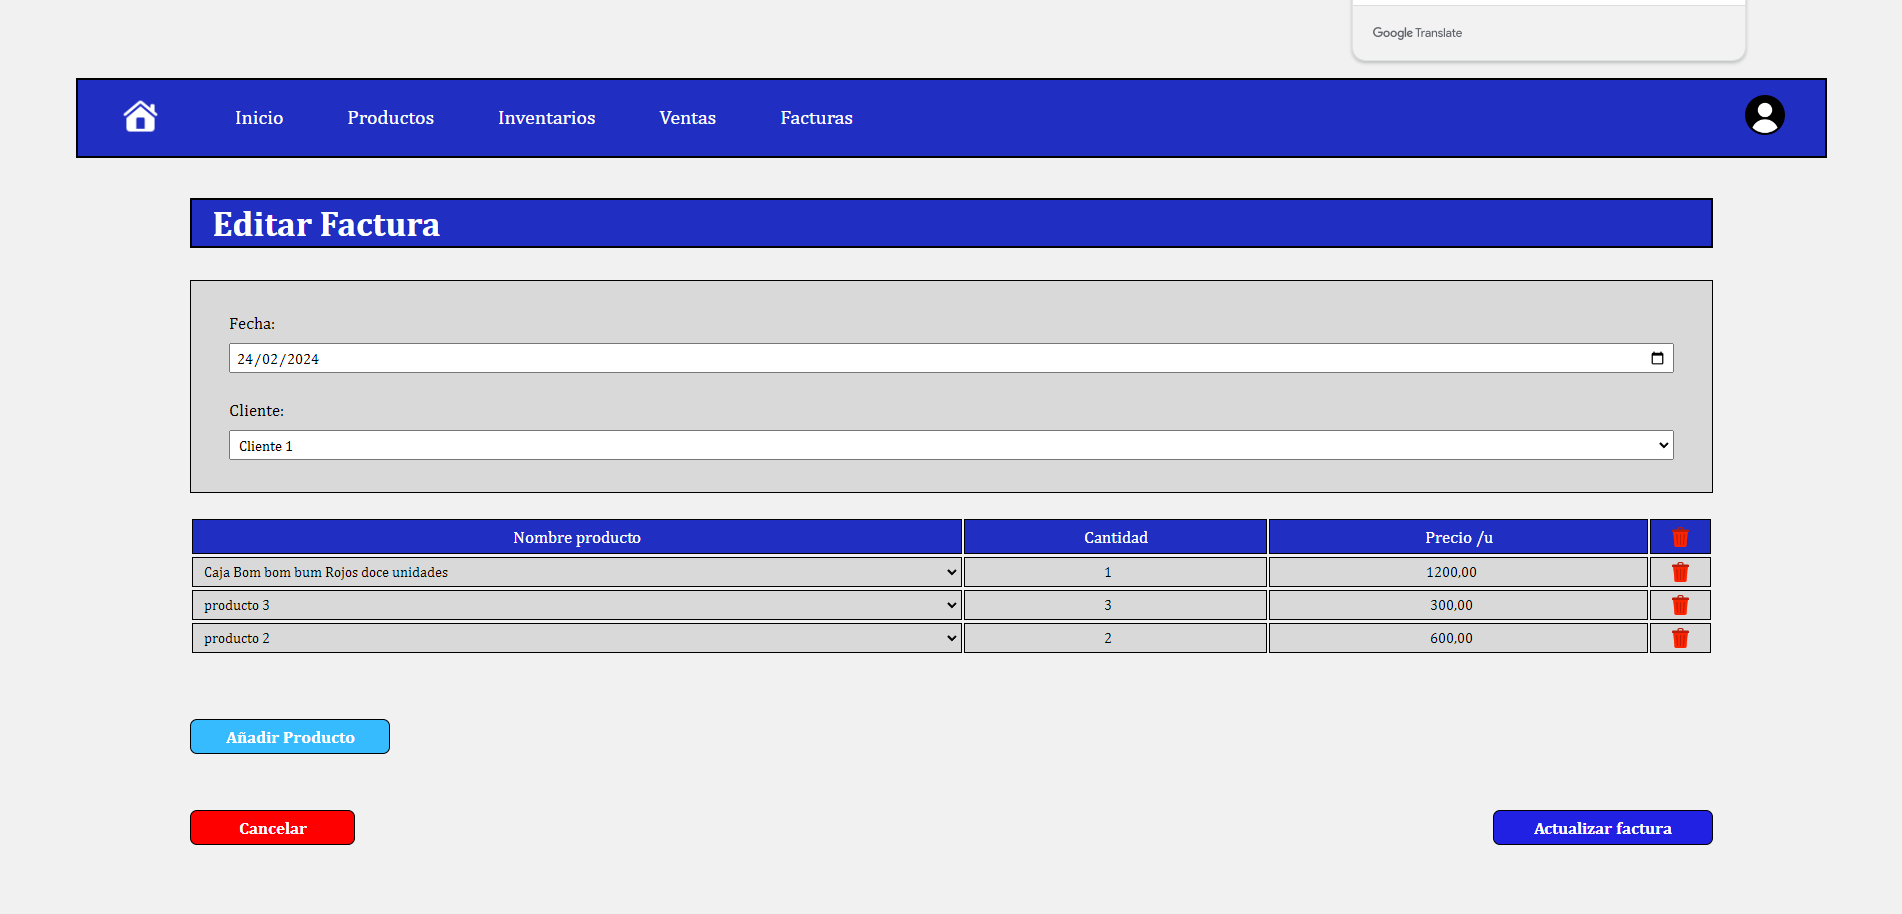 Google Translate
Inicio Productos Inventarios Ventas Facturas
Editar Factura
Fecha:
24/02/2024
Cliente:
Cliente 1
Nombre producto Cantidad Precio /u
Caja Bom bom bum Rojos doce unidades 1 1200,00
producto 3 3 300,00
producto 2 2 600,00
Añadir Producto
Cancelar Actualizar factura